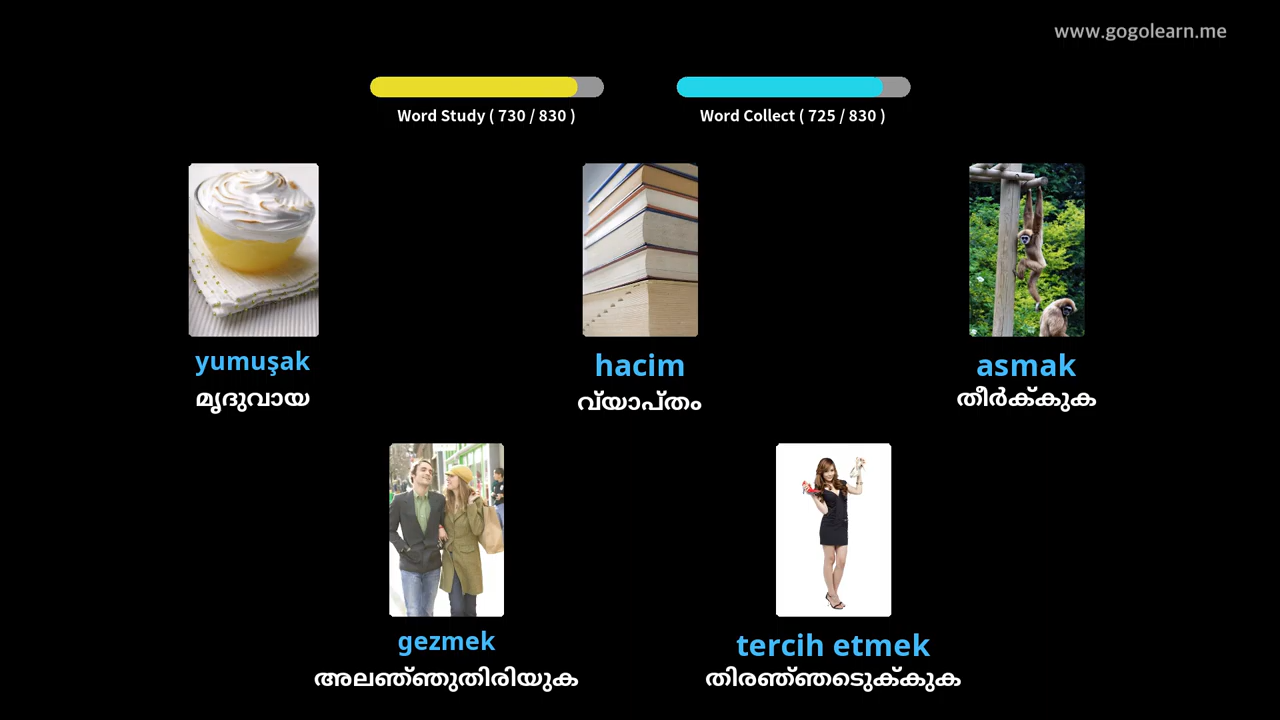 www.gogolearn.me
Word Study ( 730 / 830 )
Word Collect ( 725 / 830 )
yumuşak
മൃദുവായ
hacim
വ്യാപ്തം
asmak
തീർക്കുക
gezmek
അലഞ്ഞുതിരിയുക
tercih etmek
തിരഞ്ഞടെുക്കുക